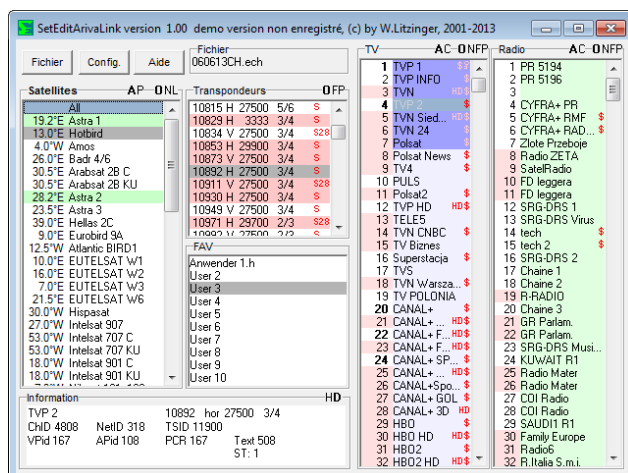 SetEditArivaLink version 1.00 demo version non enregistré, (c) by W.Litzinger, 2001-2013
Fichier
Config.
Aide
Fichier
060613CH.ech
Satellites AP ONL
All
19.2°E Astra 1
13.0°E Hotbird
4.0°W Amos
26.0°E Badr 4/6
30.5°E Arabsat 2B C
30.5°E Arabsat 2B KU
28.2°E Astra 2
23.5°E Astra 3
39.0°E Hellas 2C
9.0°E Eurobird 9A
12.5°W Atlantic BIRD1
10.0°E EUTELSAT W1
16.0°E EUTELSAT W2
7.0°E EUTELSAT W3
21.5°E EUTELSAT W6
30.0°W Hispasat
27.0°W Intelsat 907
53.0°W Intelsat 707 C
53.0°W Intelsat 707 KU
18.0°W Intelsat 901 C
18.0°W Intelsat 901 KU
Transpondeurs OFP
10815 H 27500 5/6 S
10829 H 3333 3/4 S
10834 V 27500 3/4 S28
10853 H 29900 3/4 S
10873 V 27500 3/4 S
10892 H 27500 3/4 S
10911 V 27500 3/4 S28
10930 H 27500 3/4 S
10949 V 27500 3/4 S
10971 H 29700 2/3 S28
10992 V 27500 2/3 S
FAV
Anwender 1.h
User 2
User 3
User 4
User 5
User 6
User 7
User 8
User 9
User 10
TV AC ONFP
1 TVP 1 $2
2 TVP INFO $
3 TVN HD$
4 TVP 2 $
5 TVN Sied... HD$
6 TVN 24 $
7 Polsat $
8 Polsat News $
9 TV4 $
10 PULS
11 Polsat2 $
12 TVP HD HD$
13 TELE5
14 TVN CNBC $
15 TV Biznes
16 Superstacja $
17 TVS
18 TVN Warsza... $
19 TV POLONIA
20 CANAL+ $
21 CANAL+ ... HD$
22 CANAL+ F... HD$
23 CANAL+ F... HD$
24 CANAL+ SP... $
25 CANAL+ ... HD$
26 CANAL+Spo... $
27 CANAL+ GOL $
28 CANAL+ 3D HD
29 HBO $
30 HBO HD HD$
31 HBO2 $
32 HBO2 HD HD$
Radio AC ONFP
1 PR 5194
2 PR 5196
3
4 CYFRA+ PR
5 CYFRA+ RMF $
6 CYFRA+ RAD... $
7 Zlote Przeboje
8 Radio ZETA
9 SatelRadio
10 FD leggera
11 FD leggera
12 SRG-DRS 1
13 SRG-DRS Virus
14 tech $
15 tech 2 $
16 SRG-DRS 2
17 Chaine 1
18 Chaine 2
19 R-RADIO
20 Chaine 3
21 GR Parlam.
22 GR Parlam.
23 SRG-DRS Musi...
24 KUWAIT R1
25 Radio Mater
26 Radio Mater
27 COI Radio
28 COI Radio
29 SAUDI1 R1
30 Family Europe
31 Radio6
32 R.Italia S.m.i.
Information HD
TVP 2 10892 hor 27500 3/4
ChID 4808 NetID 318 TSID 11900
VPid 167 APid 108 PCR 167 Text 508
ST: 1